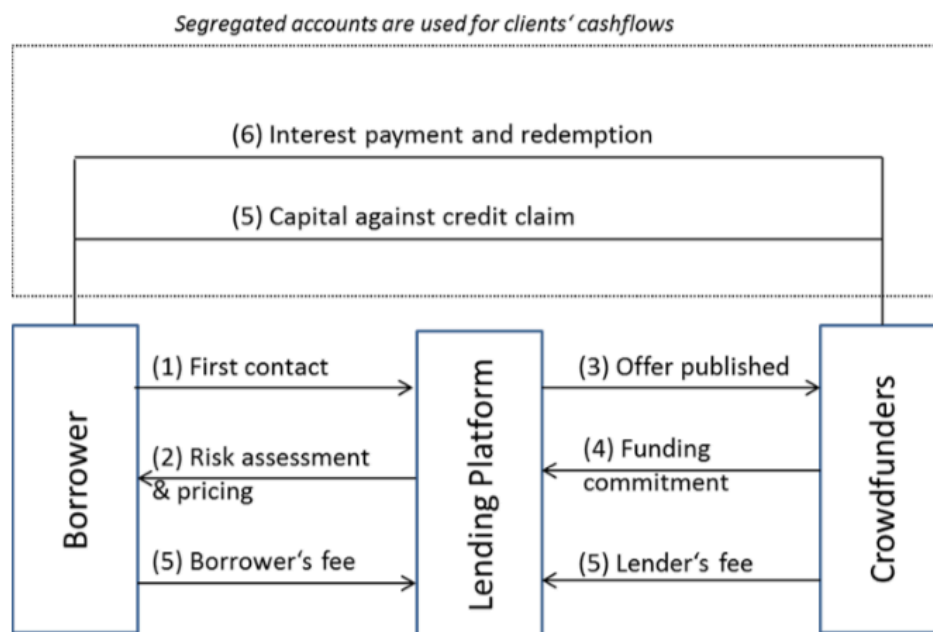 Segregated accounts are used for clients‘ cashflows
(6) Interest payment and redemption
(5) Capital against credit claim
Borrower
(1) First contact
(2) Risk assessment
& pricing
(5) Borrower‘s fee
Lending Platform
(3) Offer published
(4) Funding
commitment
(5) Lender‘s fee
Crowdfunders